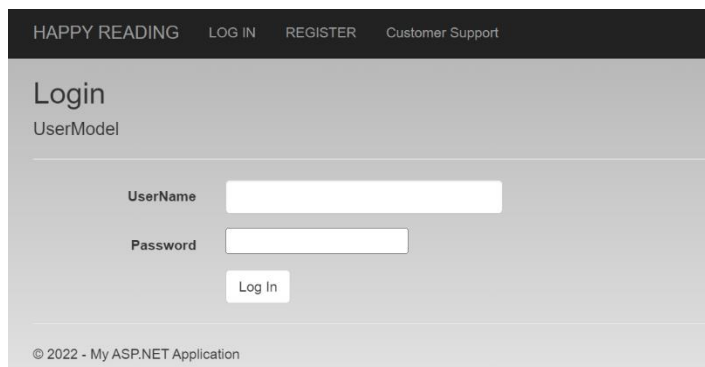 HAPPY READING LOG IN REGISTER Customer Support
Login
UserModel
UserName
Password
Log In
© 2022 - My ASP.NET Application